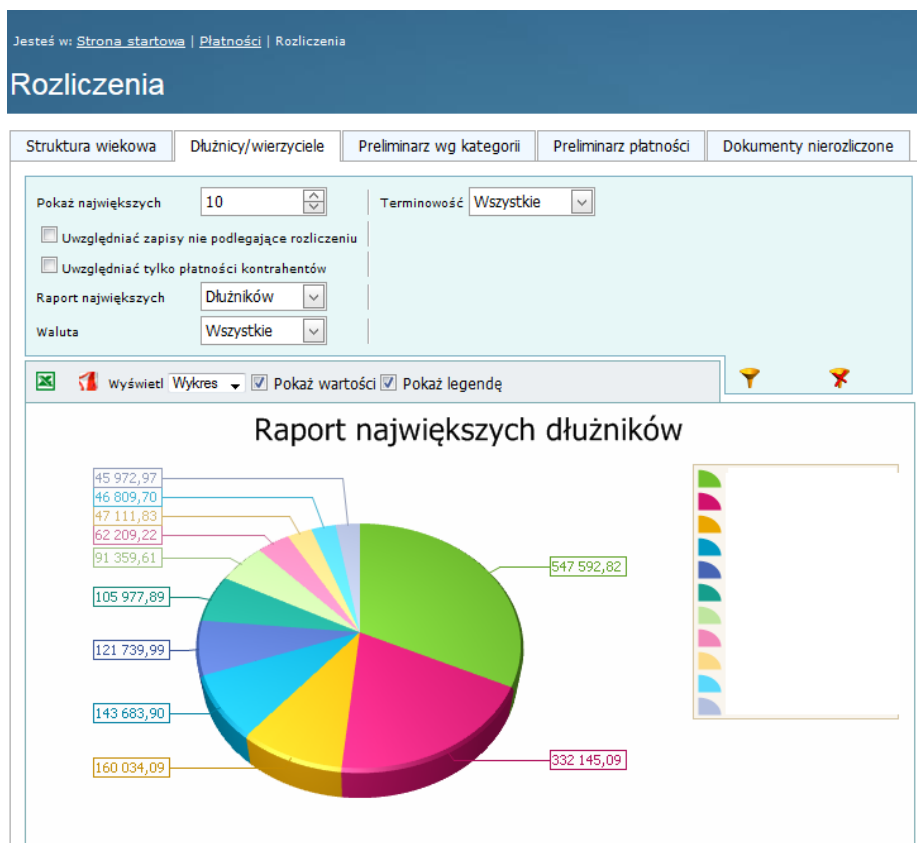 Jesteś w: Strona startowa | Płatności | Rozliczenia
Rozliczenia
Struktura wiekowa Dłużnicy/wierzyciele Preliminarz wg kategorii Preliminarz płatności Dokumenty nierozliczone
Pokaż największych 10 Terminowość Wszystkie
Uwzględniać zapisy nie podlegające rozliczeniu
Uwzględniać tylko płatności kontrahentów
Raport największych Dłużników
Waluta Wszystkie
Wyświetl Wykres Pokaż wartości Pokaż legendę
Raport największych dłużników
45 972,97
46 809,70
47 111,83
62 209,22
91 359,61
547 592,82
105 977,89
121 739,99
143 683,90
332 145,09
160 034,09